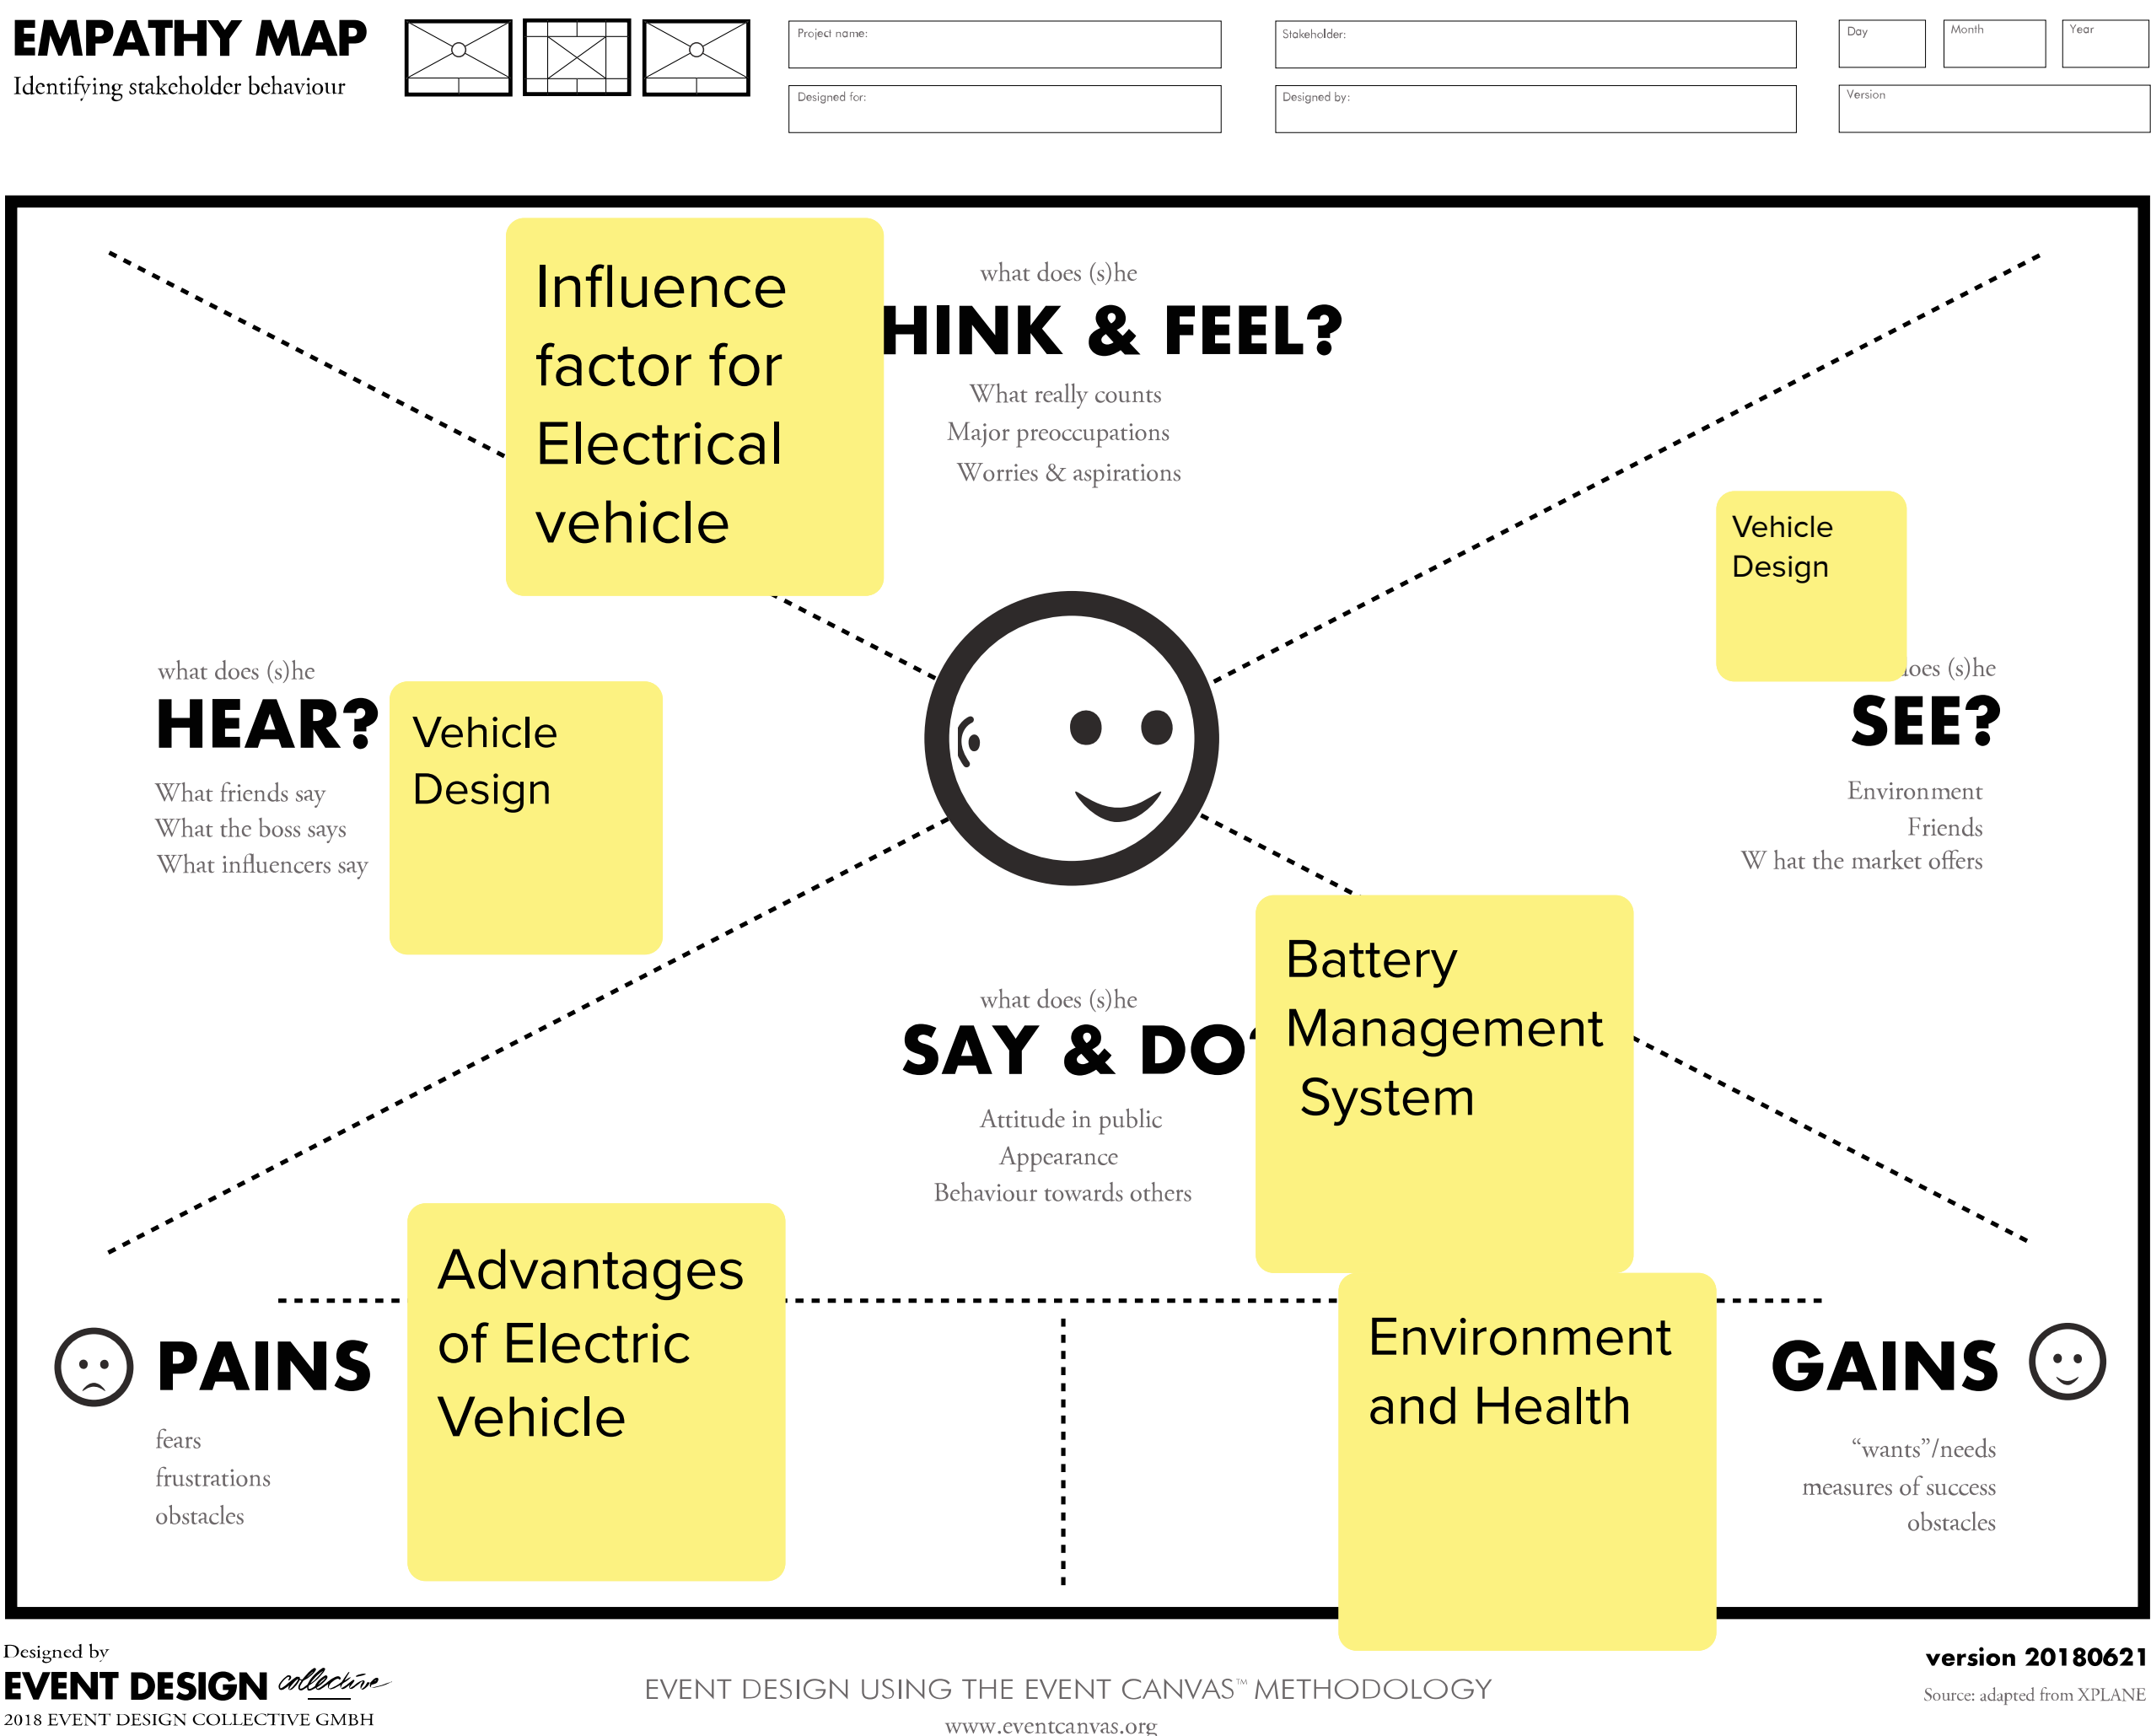 EMPATHY MAP
Identifying stakeholder behaviour
Project name:
Stakeholder:
Day
Month
Year
Designed for:
Designed by:
Version
Influence
factor for
Electrical
vehicle
what does (s)he
HINK & FEEL?
What really counts
Major preoccupations
Worries & aspirations
Vehicle
Design
what does (s)he
HEAR?
What friends say
What the boss says
What influencers say
Vehicle
Design
(s)he
SEE?
Environment
Friends
W hat the market offers
what does (s)he
SAY & DO
Attitude in public
Appearance
Behaviour towards others
Battery
Management
System
Advantages
of Electric
Vehicle
Environment
and Health
PAINS
fears
frustrations
obstacles
GAINS
“wants”/needs
measures of success
obstacles
Designed by
EVENT DESIGN collective
2018 EVENT DESIGN COLLECTIVE GMBH
EVENT DESIGN USING THE EVENT CANVAS™ METHODOLOGY
www.eventcanvas.org
version 20180621
Source: adapted from XPLANE